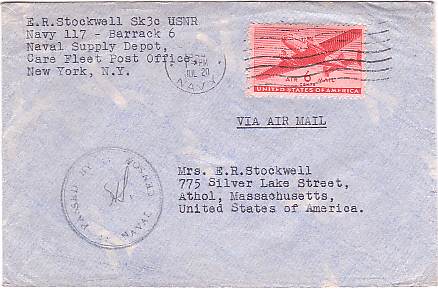 E.R.Stockwell Sk3c USNR
Navy 117 - Barrack 6
Naval Supply Depot,
Care Fleet Post Office,
New York, N.Y.
PM
JUL 20
NAVY
AIR 6 MAIL
CENTS
UNITED STATES OF AMERICA
VIA AIR MAIL
Mrs. E.R.Stockwell
775 Silver Lake Street,
Athol, Massachusetts,
United States of America.
PASSED BY
NAVAL